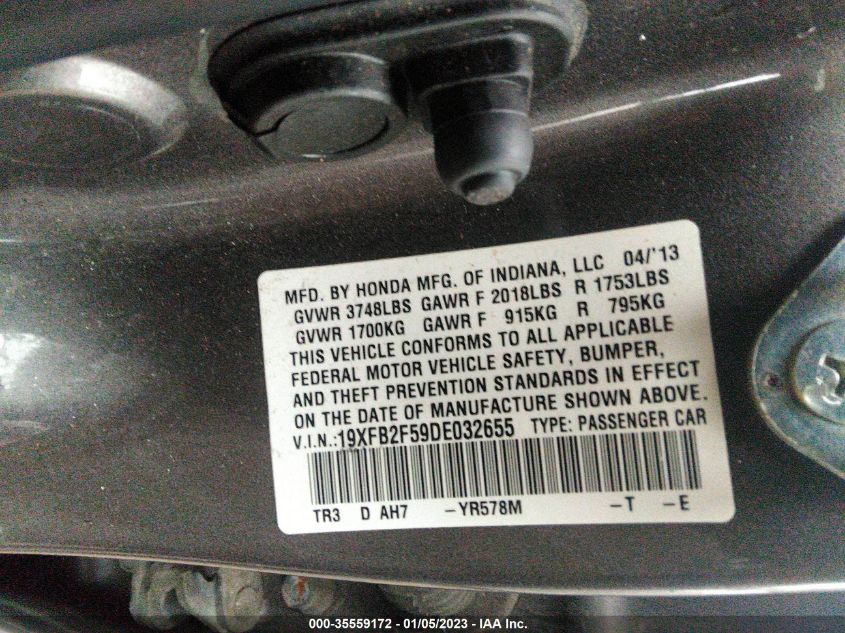 MFD. BY HONDA MFG. OF INDIANA, LLC 04/'13
GVWR 3748LBS GAWR F 2018LBS R 1753LBS
GVWR 1700KG GAWR F 915KG R 795KG
THIS VEHICLE CONFORMS TO ALL APPLICABLE
FEDERAL MOTOR VEHICLE SAFETY, BUMPER,
AND THEFT PREVENTION STANDARDS IN EFFECT
ON THE DATE OF MANUFACTURE SHOWN ABOVE.
V.I.N.:19XFB2F59DE032655 TYPE: PASSENGER CAR
TR3 D AH7 -YR578M -T -E
000-35559172 - 01/05/2023 - IAA Inc.